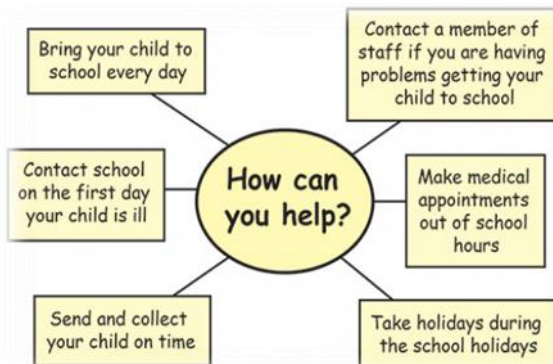 Bring your child to
school every day
Contact a member of
staff if you are having
problems getting your
child to school
Contact school
on the first day
your child is ill
How can
you help?
Make medical
appointments
out of school
hours
Send and collect
your child on time
Take holidays during
the school holidays